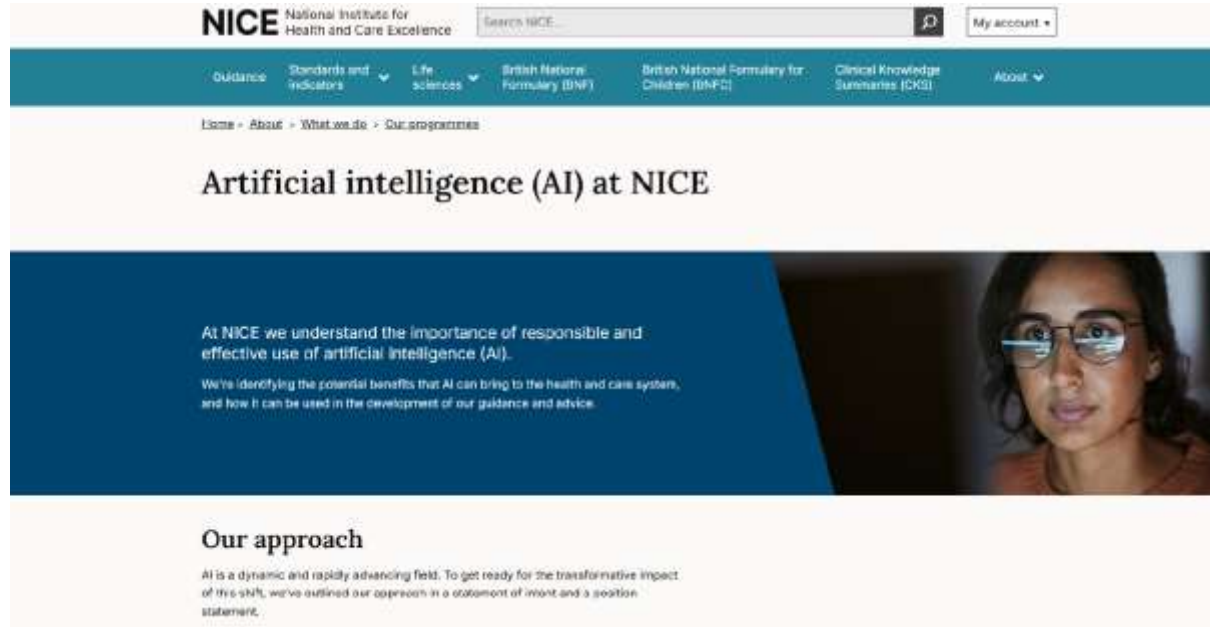 NICE National Institute for
Health and Care Excellence
Search NICE...
My account
Guidance
Standards and
indicators
Life
sciences
British National
Formulary (BNF)
British National Formulary for
Children (BNFC)
Clinical Knowledge
Summaries (CKS)
About
Home > About > What we do > Our programmes
Artificial intelligence (AI) at NICE
At NICE we understand the importance of responsible and
effective use of artificial intelligence (AI).
We're identifying the potential benefits that AI can bring to the health and care system,
and how it can be used in the development of our guidance and advice.
Our approach
AI is a dynamic and rapidly advancing field. To get ready for the transformative impact
of this shift, we've outlined our approach in a statement of intent and a position
statement.